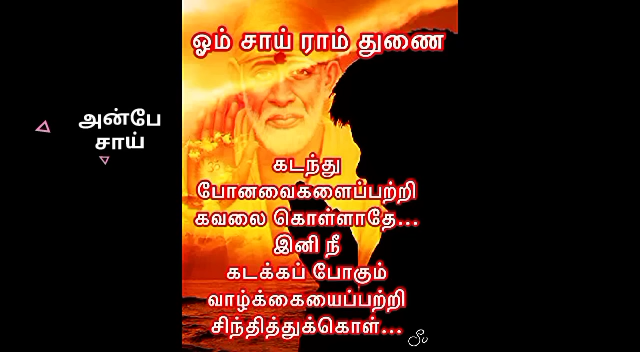 ஓம் சாய் ராம் துணை
அன்பே
சாய்
கடந்து
போனவைகளைப்பற்றி
கவலை கொள்ளாதே...
இனி நீ
கடக்கப் போகும்
வாழ்க்கையைப்பற்றி
சிந்தித்துக்கொள்...